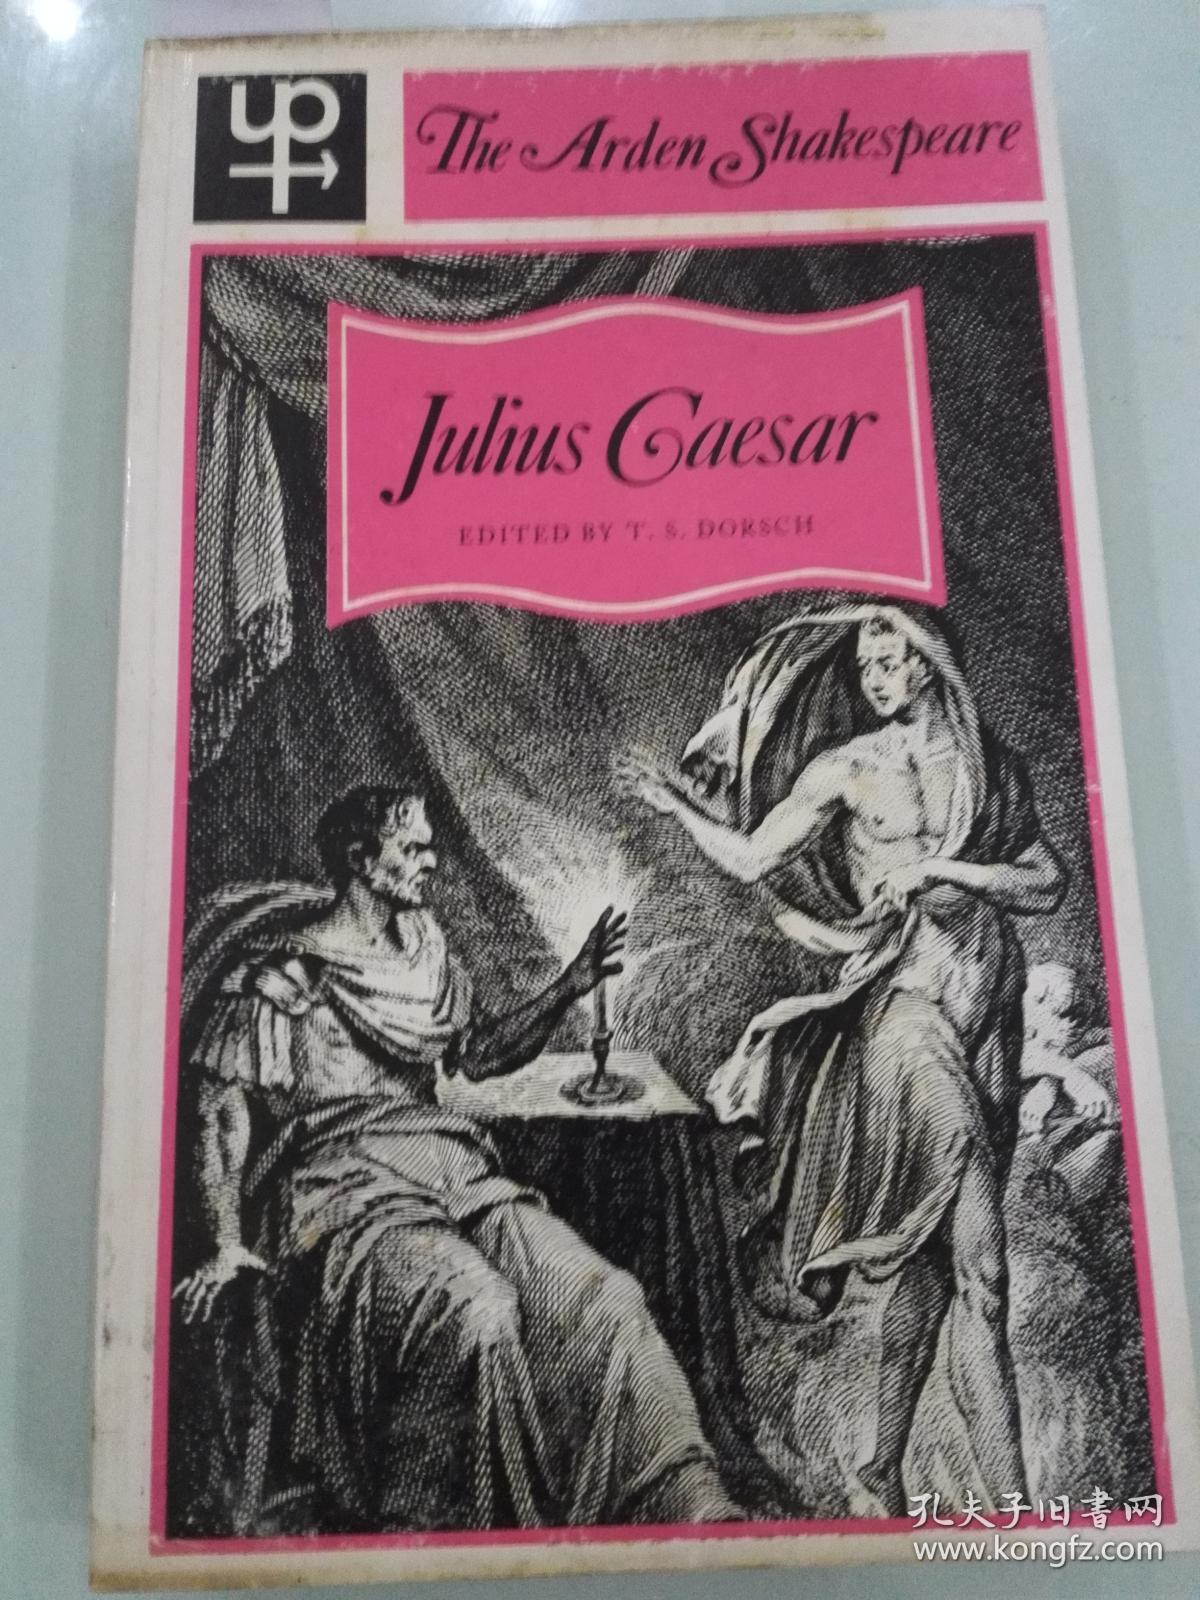 UP
The Arden Shakespeare
Julius Caesar
EDITED BY T. S. DORSCH
孔夫子旧書网
www.kongfz.com